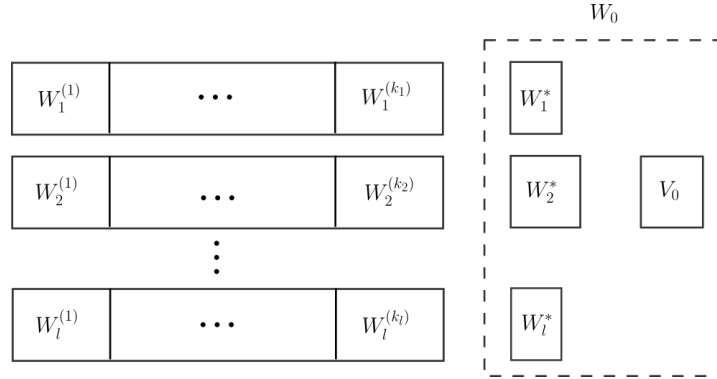 W_0
W_1^{(1)} ⋯ W_1^{(k_1)} W_1^*
W_2^{(1)} ⋯ W_2^{(k_2)} W_2^* V_0
⋮
W_l^{(1)} ⋯ W_l^{(k_l)} W_l^*